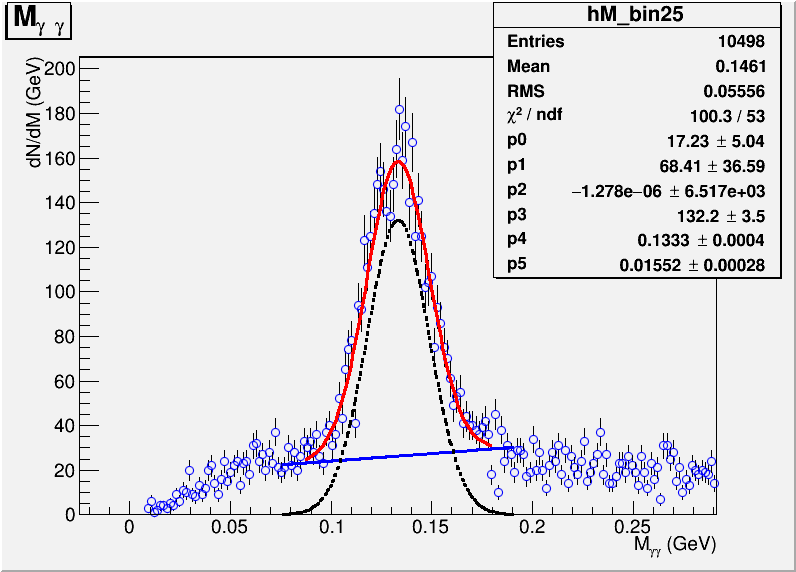 Mγ γ
hM_bin25
Entries 10498
Mean 0.1461
RMS 0.05556
χ² / ndf 100.3 / 53
p0 17.23 ± 5.04
p1 68.41 ± 36.59
p2 −1.278e−06 ± 6.517e+03
p3 132.2 ± 3.5
p4 0.1333 ± 0.0004
p5 0.01552 ± 0.00028
dN/dM (GeV)
200
180
160
140
120
100
80
60
40
20
0
0 0.05 0.1 0.15 0.2 0.25
Mγγ (GeV)